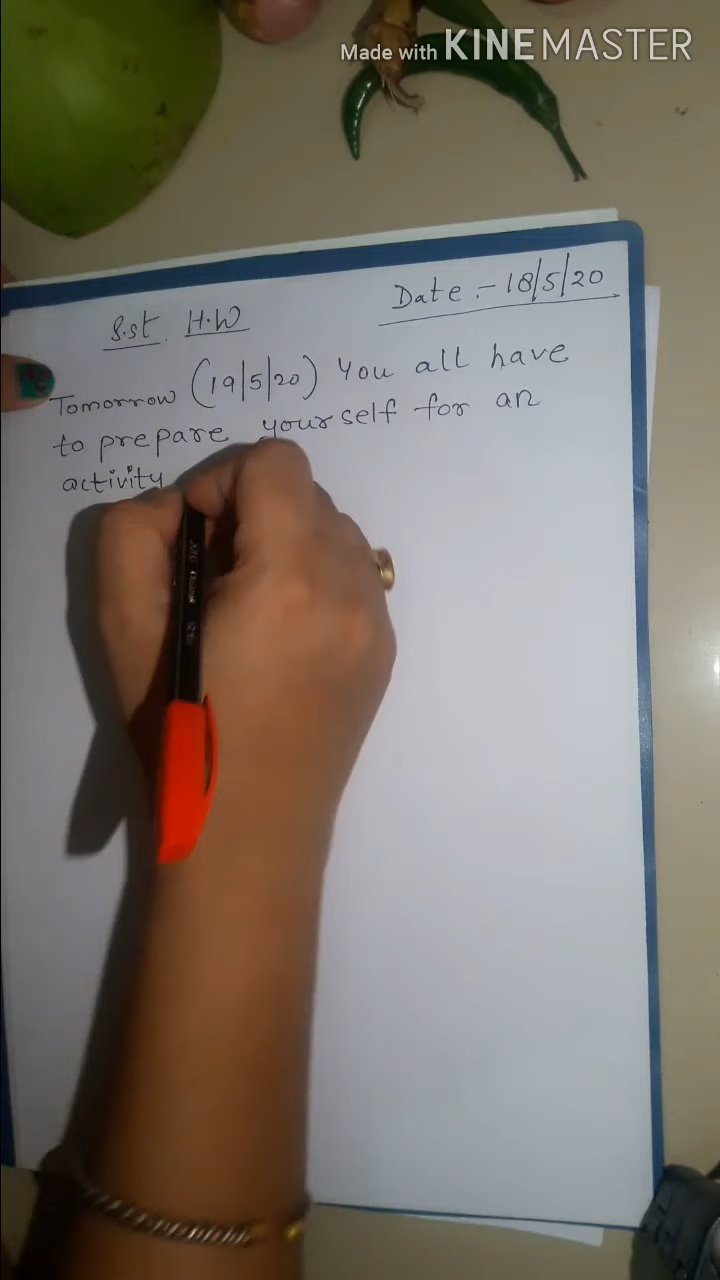 Made with KINEMASTER
Date :- 18/5/20
S.st H.W
Tomorrow (19/5/20) You all have
to prepare yourself for an
activity